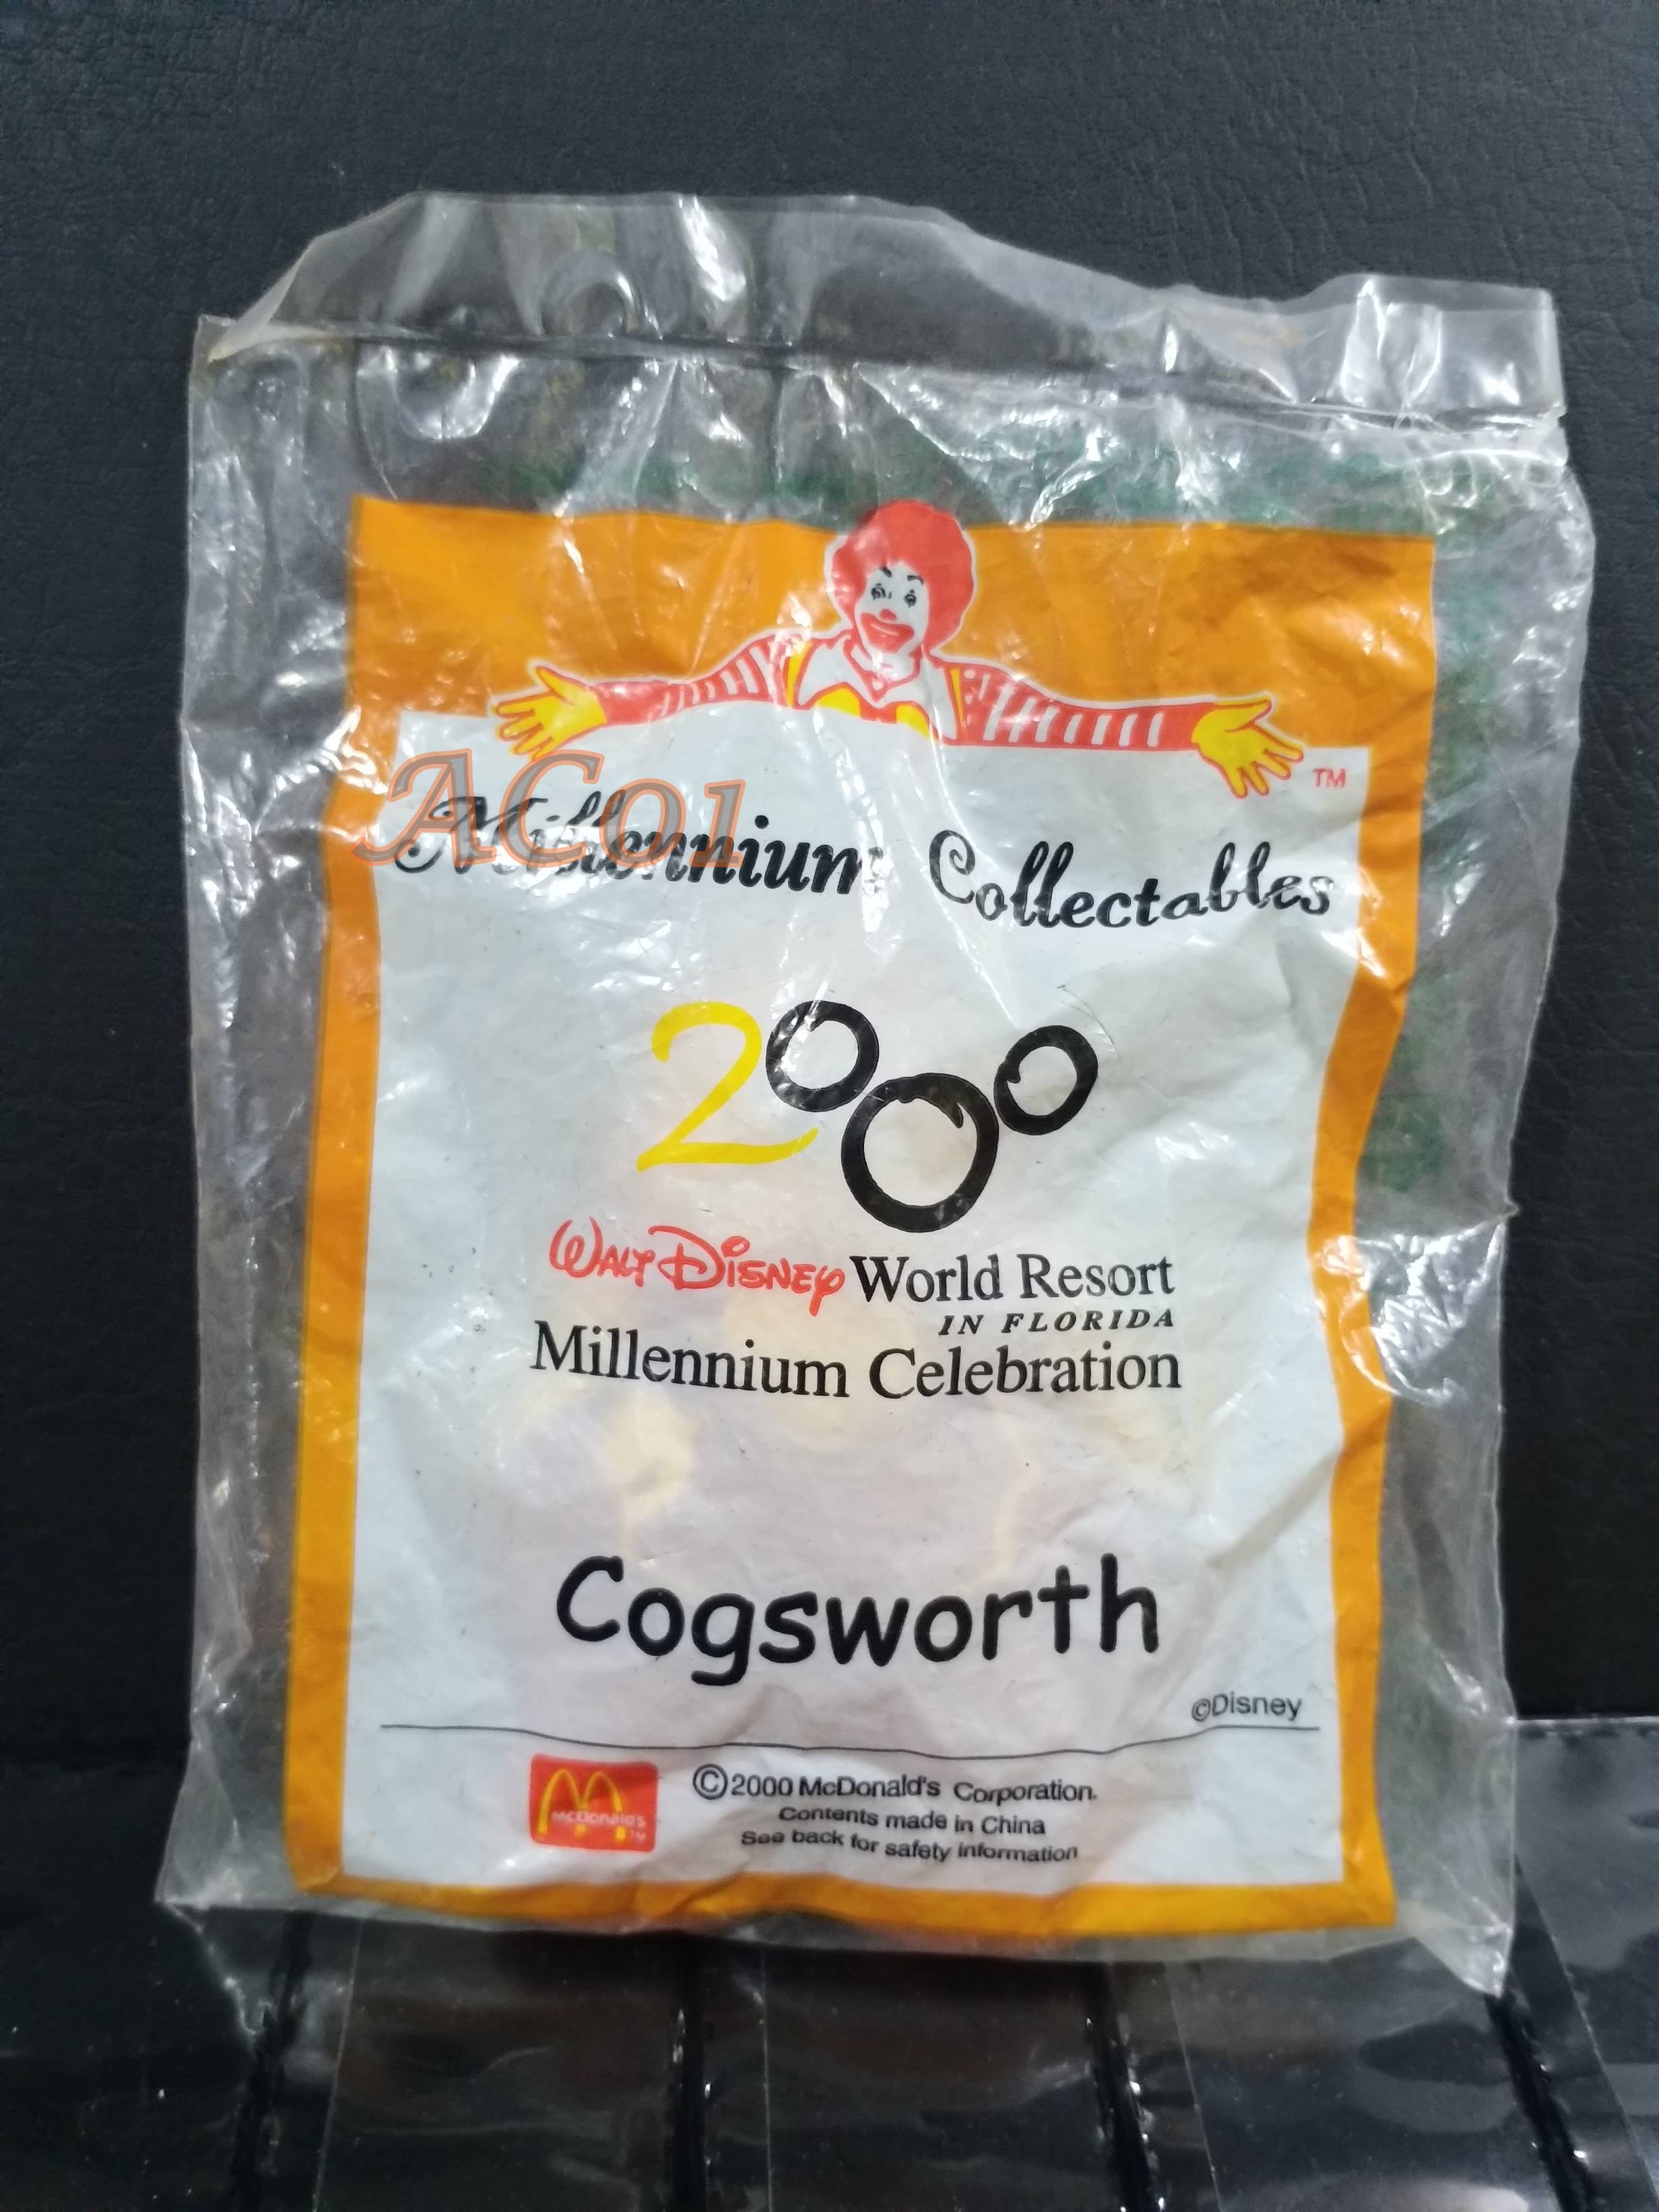 TM
AC01
Millennium Collectables
2000
Walt Disney World Resort
IN FLORIDA
Millennium Celebration
Cogsworth
©Disney
McDonald's
©2000 McDonald's Corporation.
Contents made in China
See back for safety information